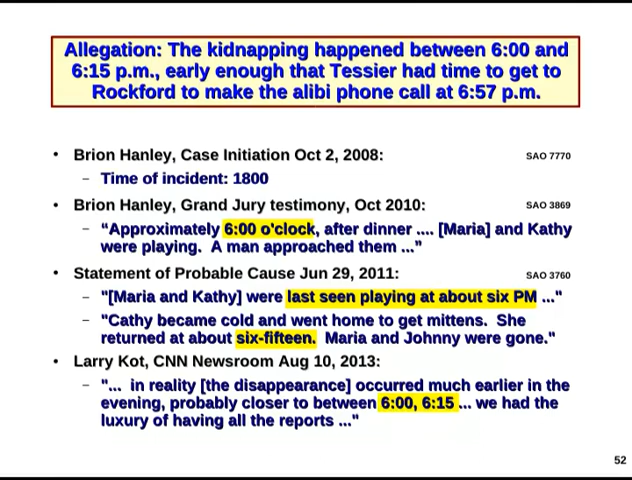 Allegation: The kidnapping happened between 6:00 and
6:15 p.m., early enough that Tessier had time to get to
Rockford to make the alibi phone call at 6:57 p.m.
• Brion Hanley, Case Initiation Oct 2, 2008: SAO 7770
– Time of incident: 1800
• Brion Hanley, Grand Jury testimony, Oct 2010: SAO 3869
– “Approximately 6:00 o'clock, after dinner .... [Maria] and Kathy
were playing. A man approached them ...”
• Statement of Probable Cause Jun 29, 2011: SAO 3760
– "[Maria and Kathy] were last seen playing at about six PM ..."
– "Cathy became cold and went home to get mittens. She
returned at about six-fifteen. Maria and Johnny were gone."
• Larry Kot, CNN Newsroom Aug 10, 2013:
– "... in reality [the disappearance] occurred much earlier in the
evening, probably closer to between 6:00, 6:15 ... we had the
luxury of having all the reports ..."
52